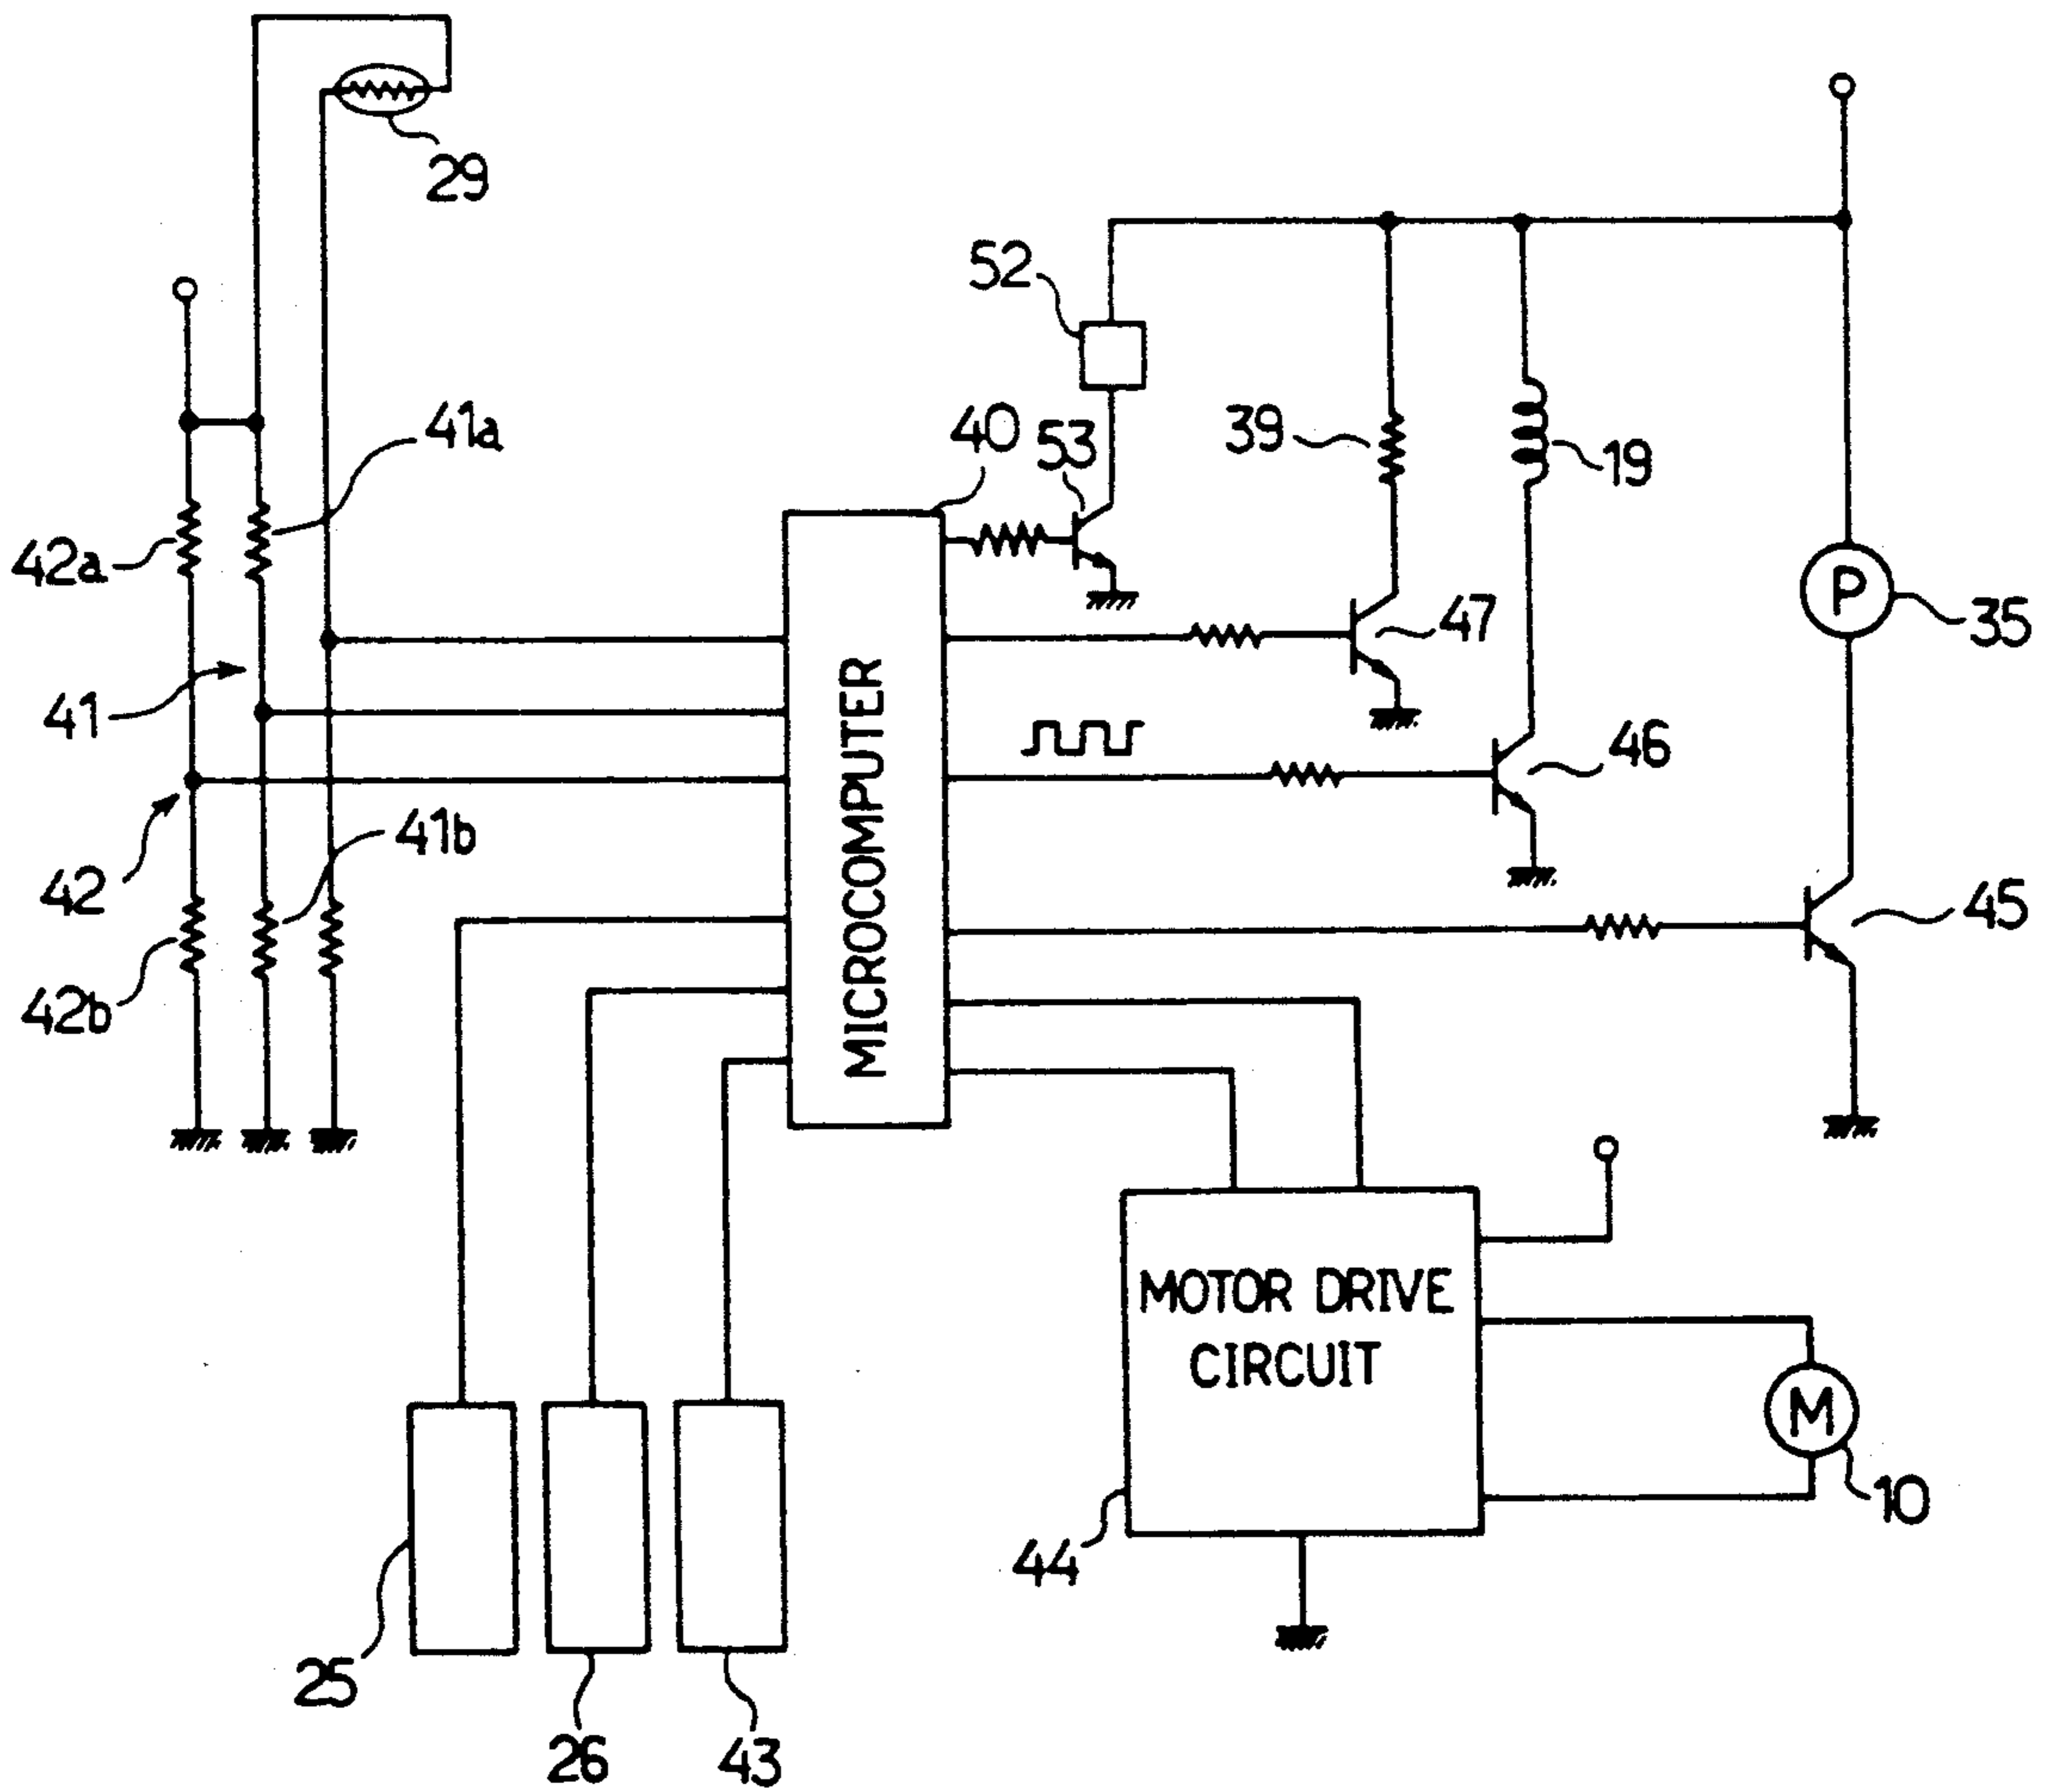 29
52
41a
40
53
39
19
42a
P
35
47
41
46
MICROCOMPUTER
41b
42
45
42b
MOTOR DRIVE
CIRCUIT
M
10
44
25
26
43